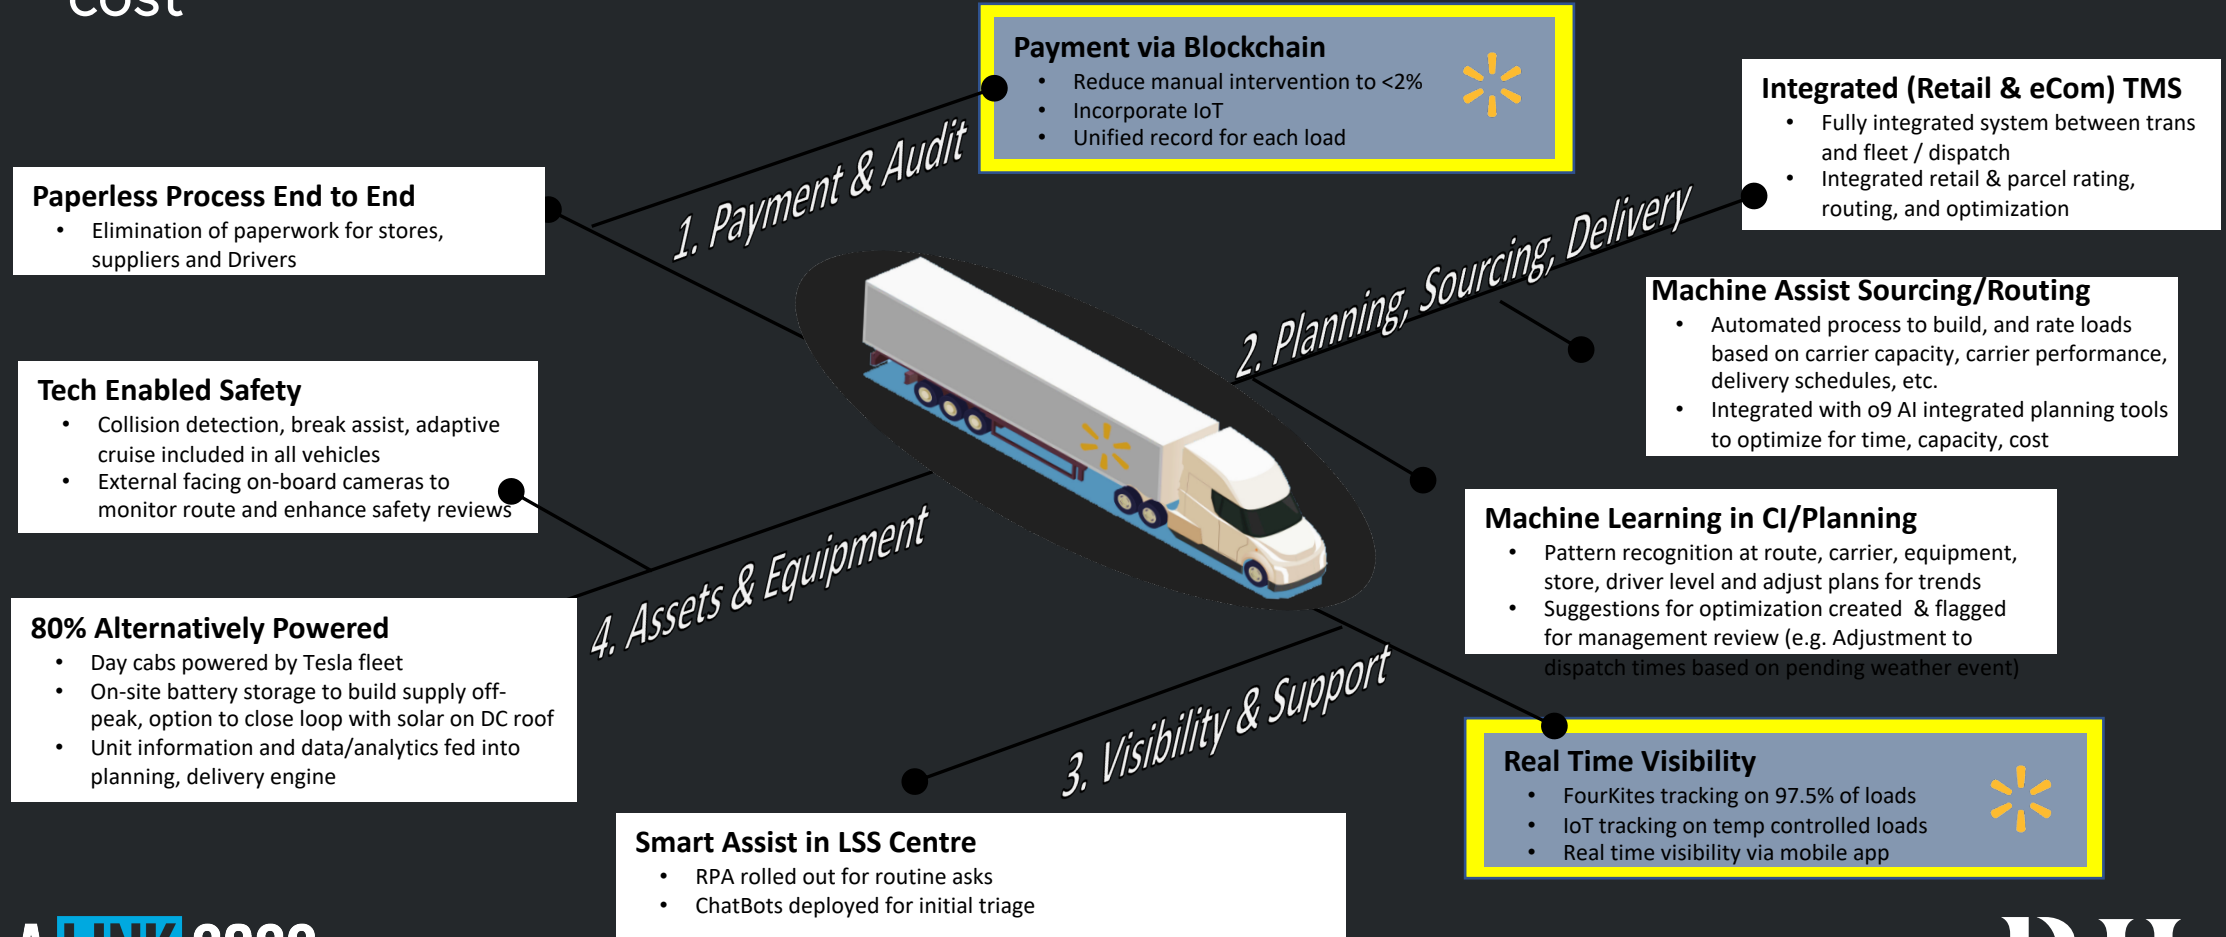 cost
Payment via Blockchain
• Reduce manual intervention to <2%
• Incorporate IoT
• Unified record for each load
Integrated (Retail & eCom) TMS
• Fully integrated system between trans
and fleet / dispatch
• Integrated retail & parcel rating,
routing, and optimization
1. Payment & Audit
Paperless Process End to End
• Elimination of paperwork for stores,
suppliers and Drivers
2. Planning, Sourcing, Delivery
Machine Assist Sourcing/Routing
• Automated process to build, and rate loads
based on carrier capacity, carrier performance,
delivery schedules, etc.
• Integrated with o9 AI integrated planning tools
to optimize for time, capacity, cost
Tech Enabled Safety
• Collision detection, break assist, adaptive
cruise included in all vehicles
• External facing on-board cameras to
monitor route and enhance safety reviews
Machine Learning in CI/Planning
• Pattern recognition at route, carrier, equipment,
store, driver level and adjust plans for trends
• Suggestions for optimization created & flagged
for management review (e.g. Adjustment to
dispatch times based on pending weather event)
4. Assets & Equipment
80% Alternatively Powered
• Day cabs powered by Tesla fleet
• On-site battery storage to build supply off-
peak, option to close loop with solar on DC roof
• Unit information and data/analytics fed into
planning, delivery engine
3. Visibility & Support
Real Time Visibility
• FourKites tracking on 97.5% of loads
• IoT tracking on temp controlled loads
• Real time visibility via mobile app
Smart Assist in LSS Centre
• RPA rolled out for routine asks
• ChatBots deployed for initial triage